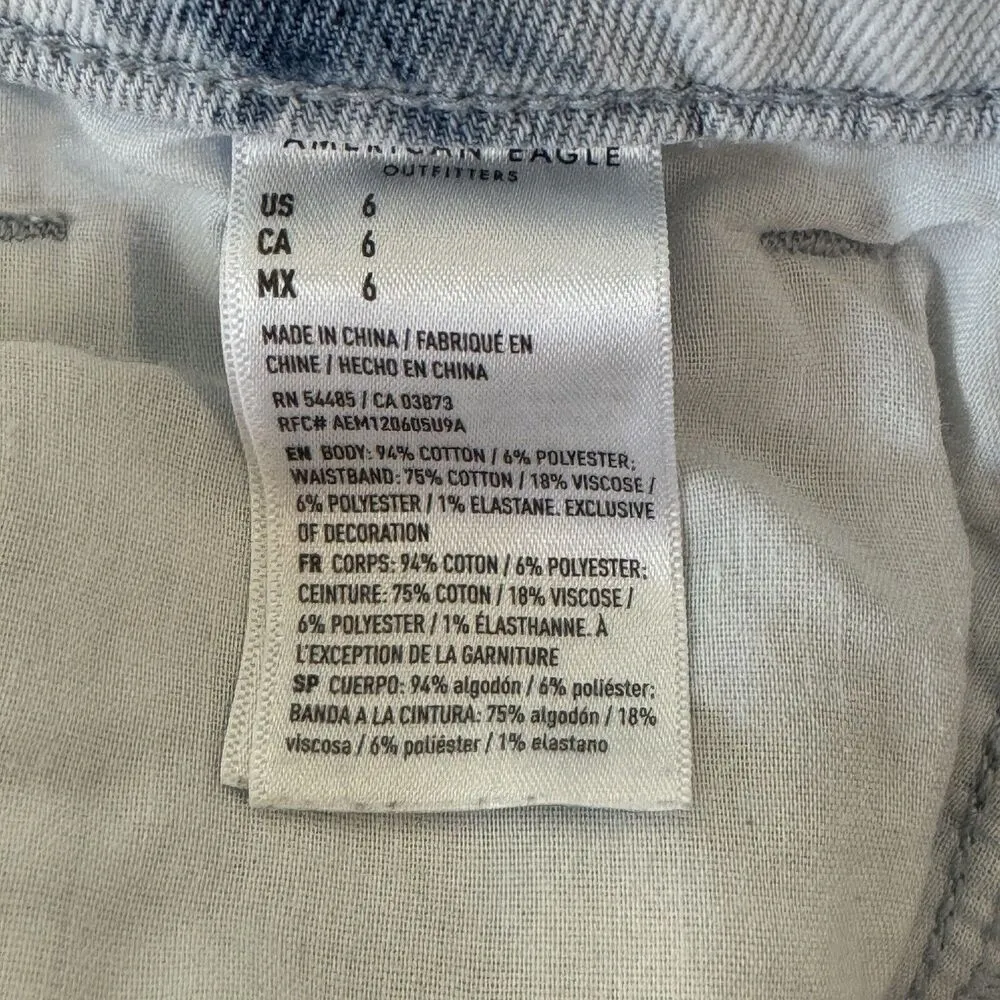 AMERICAN EAGLE
OUTFITTERS
US 6
CA 6
MX 6
MADE IN CHINA / FABRIQUÉ EN
CHINE / HECHO EN CHINA
RN 54485 / CA 03873
RFC# AEM120605U9A
EN BODY: 94% COTTON / 6% POLYESTER;
WAISTBAND: 75% COTTON / 18% VISCOSE /
6% POLYESTER / 1% ELASTANE. EXCLUSIVE
OF DECORATION
FR CORPS: 94% COTON / 6% POLYESTER;
CEINTURE: 75% COTON / 18% VISCOSE /
6% POLYESTER / 1% ÉLASTHANNE. À
L'EXCEPTION DE LA GARNITURE
SP CUERPO: 94% algodón / 6% poliéster;
BANDA A LA CINTURA: 75% algodón / 18%
viscosa / 6% poliéster / 1% elastano